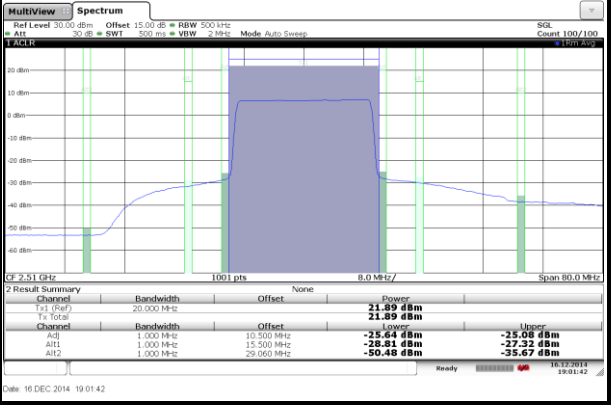 MultiView Spectrum
Ref Level 30.00 dBm Offset 15.00 dB RBW 500 kHz SGL
Att 30 dB SWT 500 ms VBW 2 MHz Mode Auto Sweep Count 100/100
1 ACLR 1Rm Avg
20 dBm
10 dBm
0 dBm
-10 dBm
-20 dBm
-30 dBm
-40 dBm
-50 dBm
-60 dBm
CF 2.51 GHz 1001 pts 8.0 MHz/ Span 80.0 MHz
2 Result Summary None
Channel Bandwidth Offset Power
Tx1 (Ref) 20.000 MHz 21.89 dBm
Tx Total 21.89 dBm
Channel Bandwidth Offset Lower Upper
Adj 1.000 MHz 10.500 MHz -25.64 dBm -25.08 dBm
Alt1 1.000 MHz 15.500 MHz -28.81 dBm -27.32 dBm
Alt2 1.000 MHz 29.060 MHz -50.48 dBm -35.67 dBm
Ready 16.12.2014
19:01:42
Date: 16.DEC.2014 19:01:42